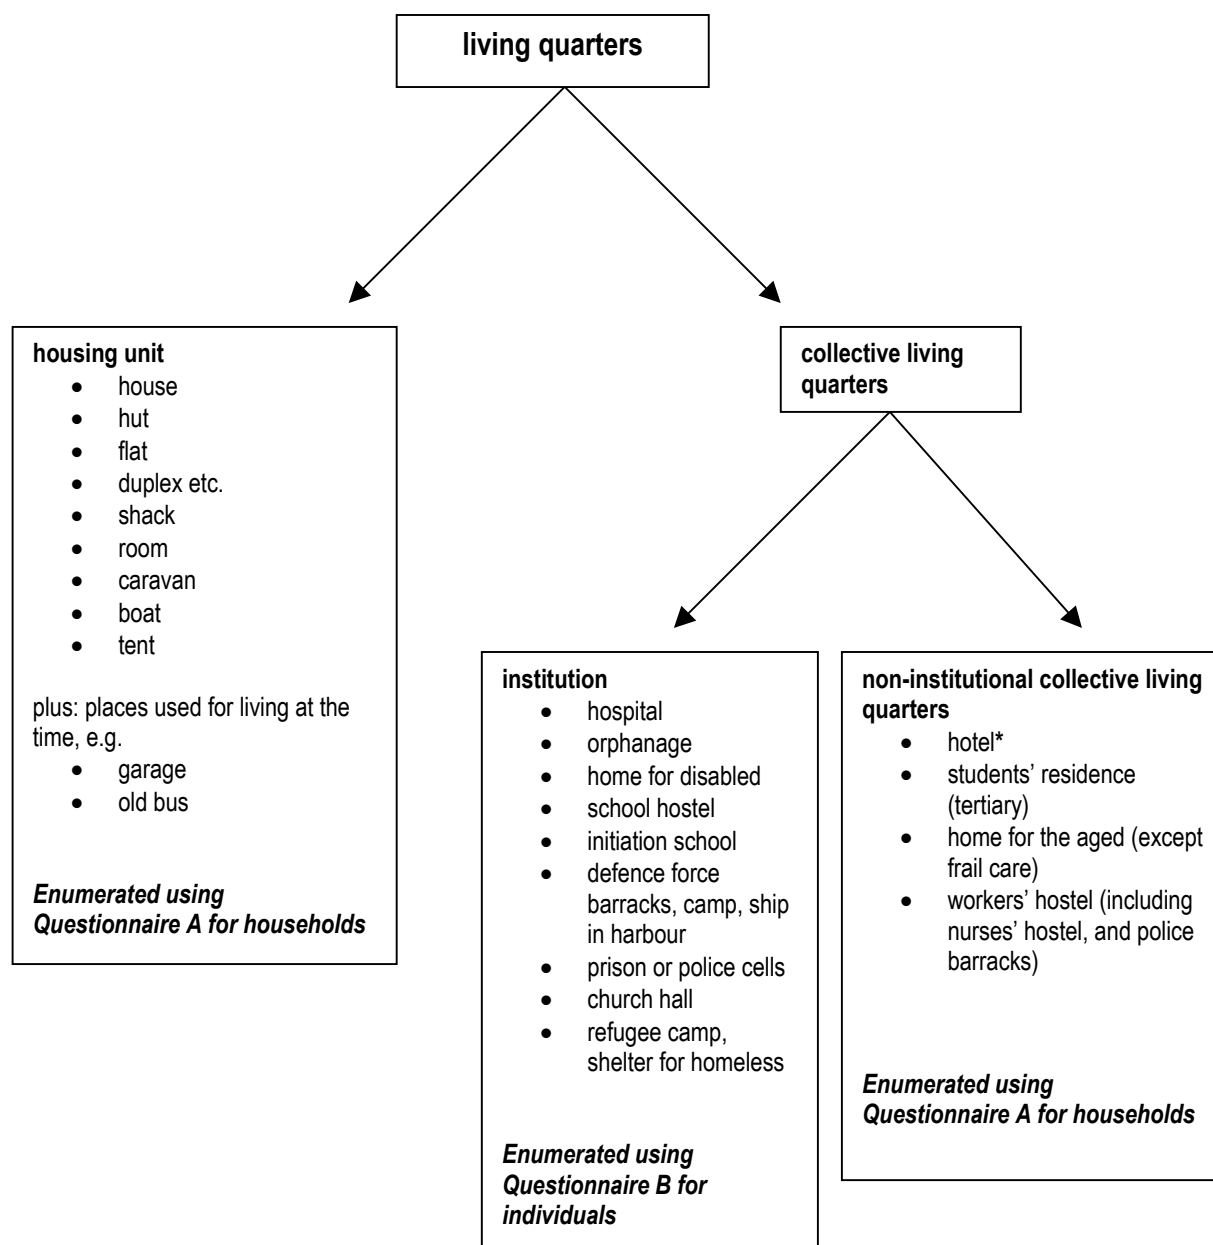 living quarters
housing unit
• house
• hut
• flat
• duplex etc.
• shack
• room
• caravan
• boat
• tent
plus: places used for living at the
time, e.g.
• garage
• old bus
Enumerated using
Questionnaire A for households
collective living
quarters
institution
• hospital
• orphanage
• home for disabled
• school hostel
• initiation school
• defence force
barracks, camp, ship
in harbour
• prison or police cells
• church hall
• refugee camp,
shelter for homeless
Enumerated using
Questionnaire B for
individuals
non-institutional collective living
quarters
• hotel*
• students’ residence
(tertiary)
• home for the aged (except
frail care)
• workers’ hostel (including
nurses’ hostel, and police
barracks)
Enumerated using
Questionnaire A for households